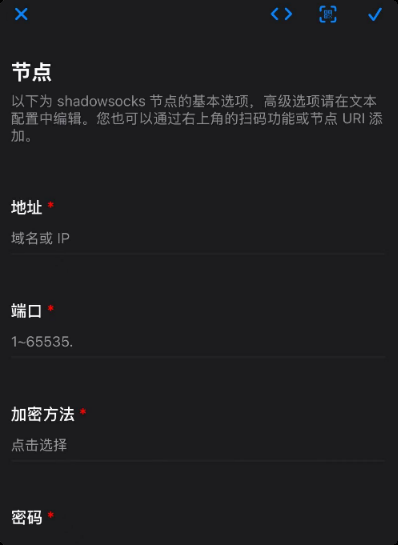 节点
以下为 shadowsocks 节点的基本选项，高级选项请在文本
配置中编辑。您也可以通过右上角的扫码功能或节点 URI 添
加。
地址 *
域名或 IP
端口 *
1~65535.
加密方法 *
点击选择
密码 *